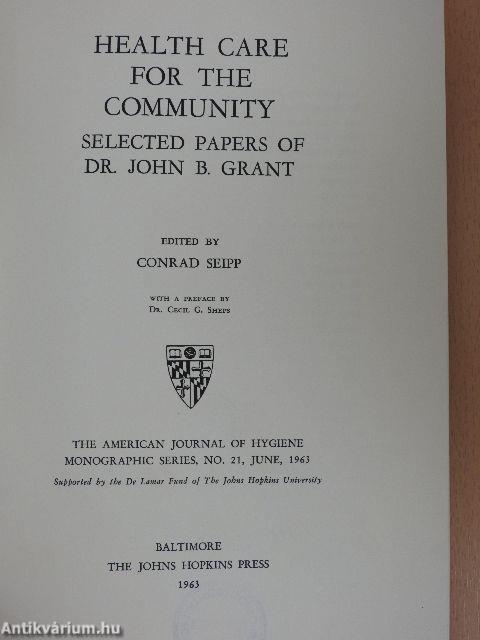 HEALTH CARE
FOR THE
COMMUNITY
SELECTED PAPERS OF
DR. JOHN B. GRANT
EDITED BY
CONRAD SEIPP
WITH A PREFACE BY
DR. CECIL G. SHEPS
THE AMERICAN JOURNAL OF HYGIENE
MONOGRAPHIC SERIES, NO. 21, JUNE, 1963
Supported by the De Lamar Fund of The Johns Hopkins University
BALTIMORE
THE JOHNS HOPKINS PRESS
1963
Antikvárium.hu